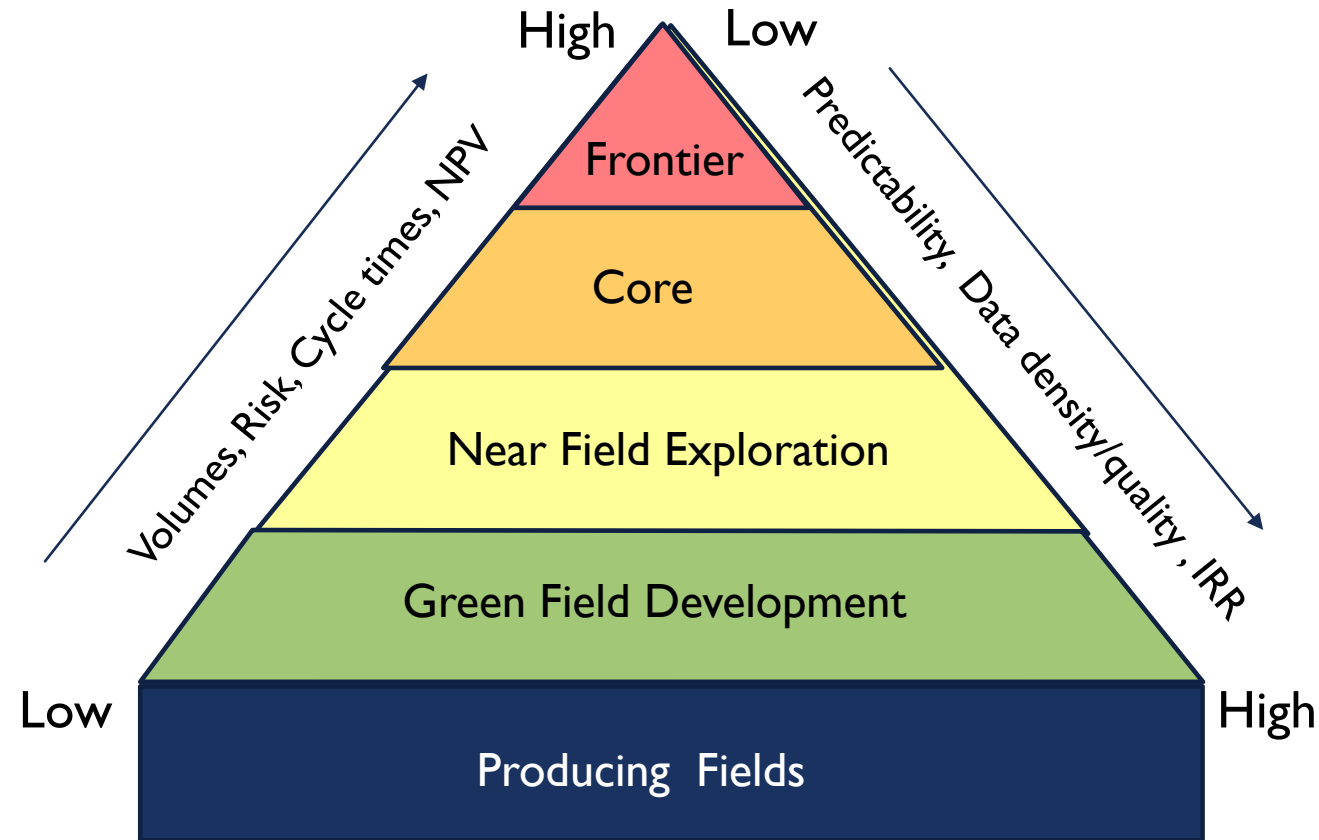 High
Low
Frontier
Volumes, Risk, Cycle times, NPV
Predictability, Data density/quality , IRR
Core
Near Field Exploration
Green Field Development
Low
High
Producing Fields